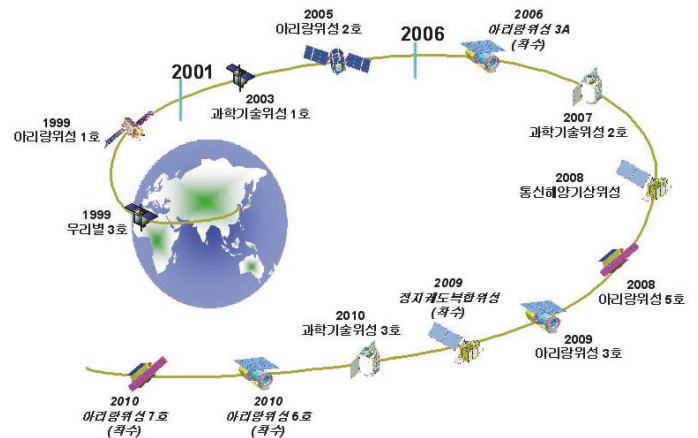 2005
아리랑위성 2호
2006
2006
아리랑위성 3A
(착수)
2001
2003
과학기술위성 1호
1999
아리랑위성 1호
2007
과학기술위성 2호
2008
통신해양기상위성
1999
우리별 3호
2009
정지궤도복합위성
(착수)
2008
아리랑위성 5호
2010
과학기술위성 3호
2009
아리랑위성 3호
2010
아리랑위성 7호
(착수)
2010
아리랑위성 6호
(착수)